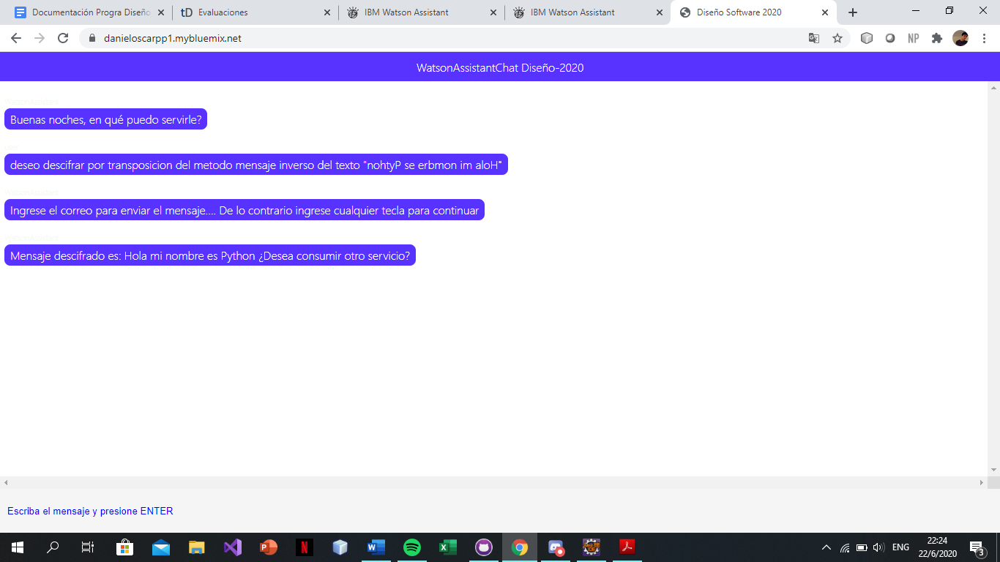 Documentación Progra Diseño
Evaluaciones
IBM Watson Assistant
IBM Watson Assistant
Diseño Software 2020
danieloscarpp1.mybluemix.net
NP
WatsonAssistantChat Diseño-2020
WatsonAssistant
Buenas noches, en qué puedo servirle?
deseo descifrar por transposicion del metodo mensaje inverso del texto "nohtyP se erbmon im aloH"
WatsonAssistant
Ingrese el correo para enviar el mensaje.... De lo contrario ingrese cualquier tecla para continuar
WatsonAssistant
Mensaje descifrado es: Hola mi nombre es Python ¿Desea consumir otro servicio?
Escriba el mensaje y presione ENTER
ENG
22:24
22/6/2020
3